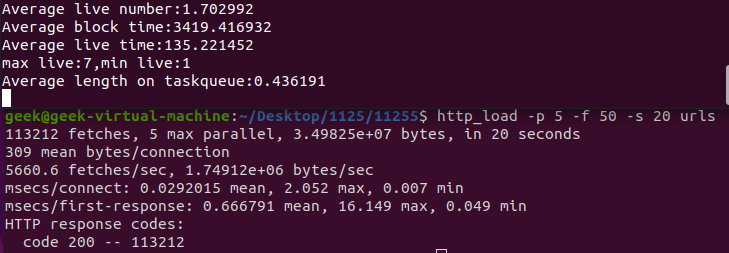 Average live number:1.702992
Average block time:3419.416932
Average live time:135.221452
max live:7,min live:1
Average length on taskqueue:0.436191
geek@geek-virtual-machine:~/Desktop/1125/11255$ http_load -p 5 -f 50 -s 20 urls
113212 fetches, 5 max parallel, 3.49825e+07 bytes, in 20 seconds
309 mean bytes/connection
5660.6 fetches/sec, 1.74912e+06 bytes/sec
msecs/connect: 0.0292015 mean, 2.052 max, 0.007 min
msecs/first-response: 0.666791 mean, 16.149 max, 0.049 min
HTTP response codes:
  code 200 -- 113212